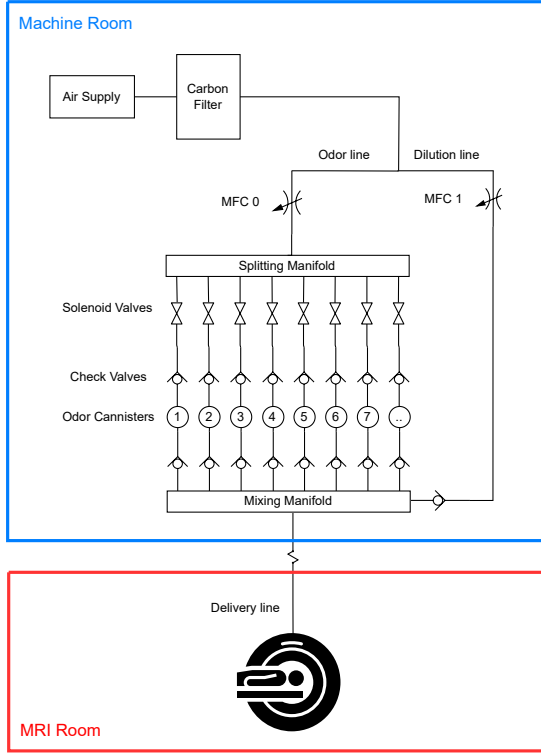 Machine Room
Air Supply
Carbon
Filter
Odor line
Dilution line
MFC 0
MFC 1
Splitting Manifold
Solenoid Valves
Check Valves
Odor Cannisters
1 2 3 4 5 6 7 ..
Mixing Manifold
Delivery line
MRI Room